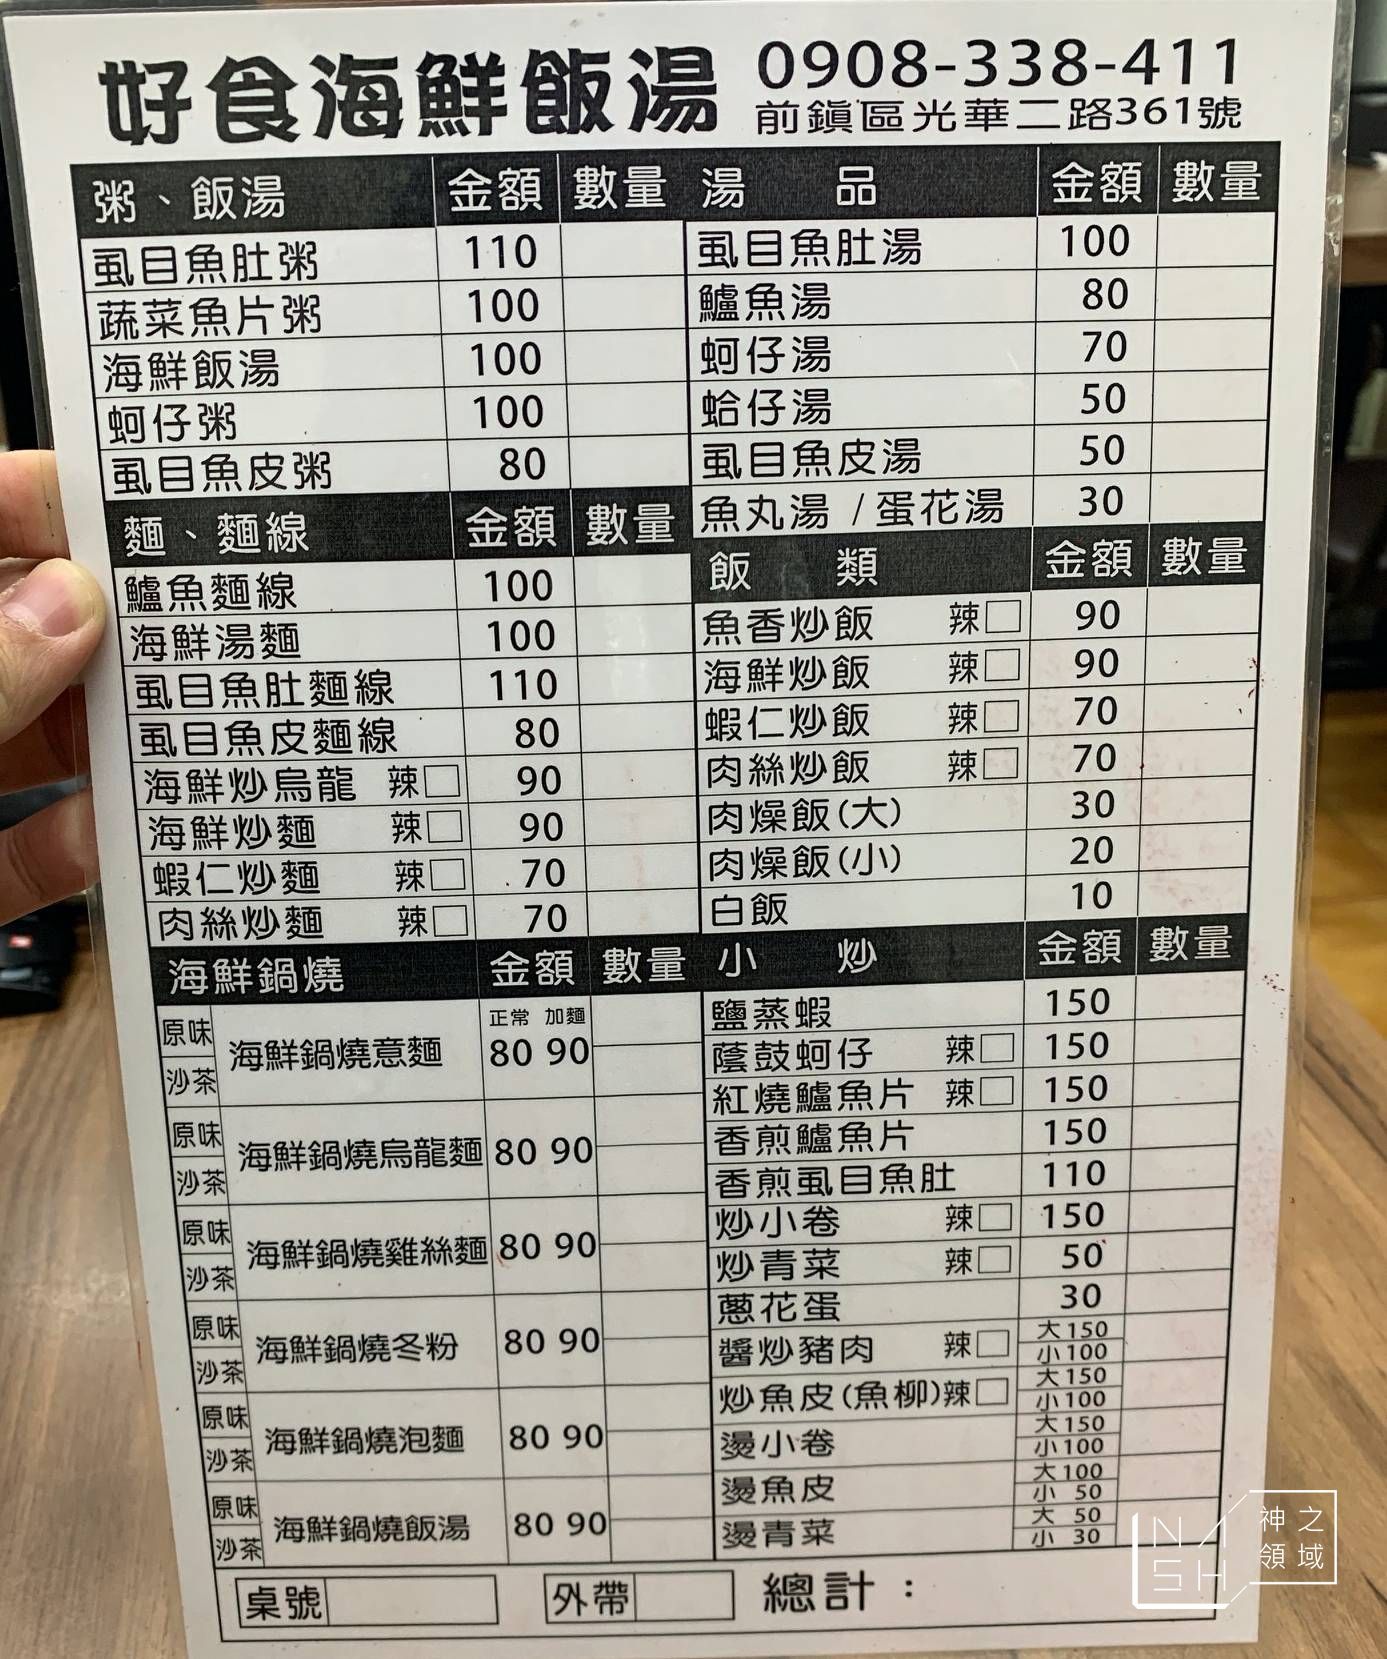 好食海鮮飯湯 0908-338-411
前鎮區光華二路361號
粥、飯湯 金額 數量
虱目魚肚粥 110
蔬菜魚片粥 100
海鮮飯湯 100
蚵仔粥 100
虱目魚皮粥 80
麵、麵線 金額 數量
鱸魚麵線 100
海鮮湯麵 100
虱目魚肚麵線 110
虱目魚皮麵線 80
海鮮炒烏龍 辣□ 90
海鮮炒麵 辣□ 90
蝦仁炒麵 辣□ 70
肉絲炒麵 辣□ 70
海鮮鍋燒 金額 數量
正常 加麵
原味 沙茶 海鮮鍋燒意麵 80 90
原味 沙茶 海鮮鍋燒烏龍麵 80 90
原味 沙茶 海鮮鍋燒雞絲麵 80 90
原味 沙茶 海鮮鍋燒冬粉 80 90
原味 沙茶 海鮮鍋燒泡麵 80 90
原味 沙茶 海鮮鍋燒飯湯 80 90
湯 品 金額 數量
虱目魚肚湯 100
鱸魚湯 80
蚵仔湯 70
蛤仔湯 50
虱目魚皮湯 50
魚丸湯 / 蛋花湯 30
飯 類 金額 數量
魚香炒飯 辣□ 90
海鮮炒飯 辣□ 90
蝦仁炒飯 辣□ 70
肉絲炒飯 辣□ 70
肉燥飯(大) 30
肉燥飯(小) 20
白飯 10
小 炒 金額 數量
鹽蒸蝦 150
蔭鼓蚵仔 辣□ 150
紅燒鱸魚片 辣□ 150
香煎鱸魚片 150
香煎虱目魚肚 110
炒小卷 辣□ 150
炒青菜 辣□ 50
蔥花蛋 30
醬炒豬肉 辣□ 大150 小100
炒魚皮(魚柳)辣□ 大150 小100
燙小卷 大150 小100
燙魚皮 大100 小 50
燙青菜 大 50 小 30
桌號 外帶 總計：
NASH
神之
領域